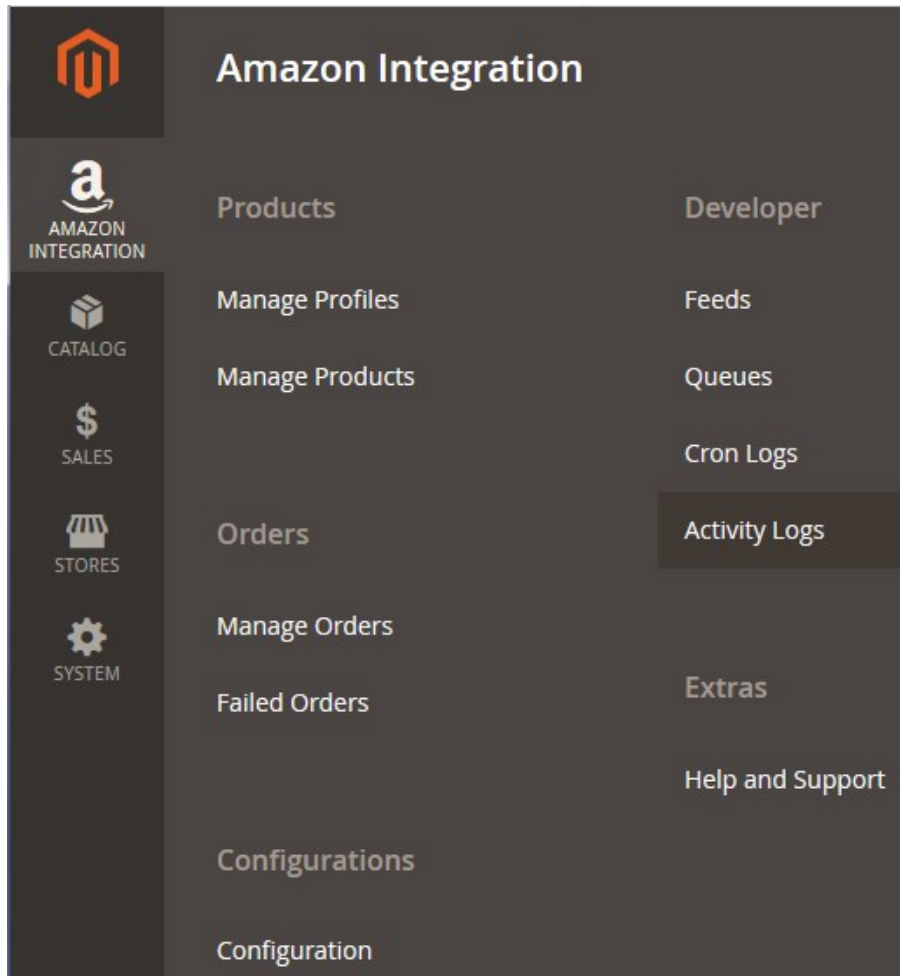 Amazon Integration
AMAZON
INTEGRATION
CATALOG
SALES
STORES
SYSTEM
Products
Manage Profiles
Manage Products
Orders
Manage Orders
Failed Orders
Configurations
Configuration
Developer
Feeds
Queues
Cron Logs
Activity Logs
Extras
Help and Support